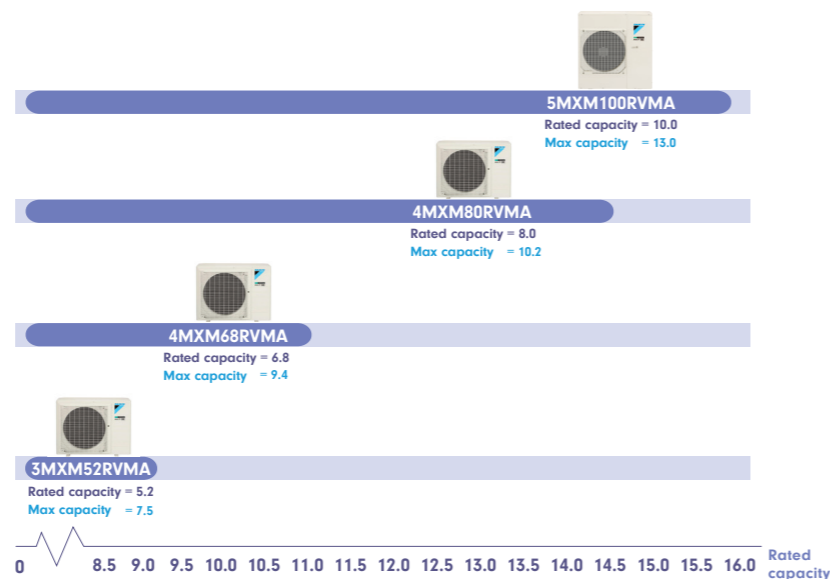 5MXM100RVMA
Rated capacity = 10.0
Max capacity = 13.0
4MXM80RVMA
Rated capacity = 8.0
Max capacity = 10.2
4MXM68RVMA
Rated capacity = 6.8
Max capacity = 9.4
3MXM52RVMA
Rated capacity = 5.2
Max capacity = 7.5
0 8.5 9.0 9.5 10.0 10.5 11.0 11.5 12.0 12.5 13.0 13.5 14.0 14.5 15.0 15.5 16.0
Rated
capacity